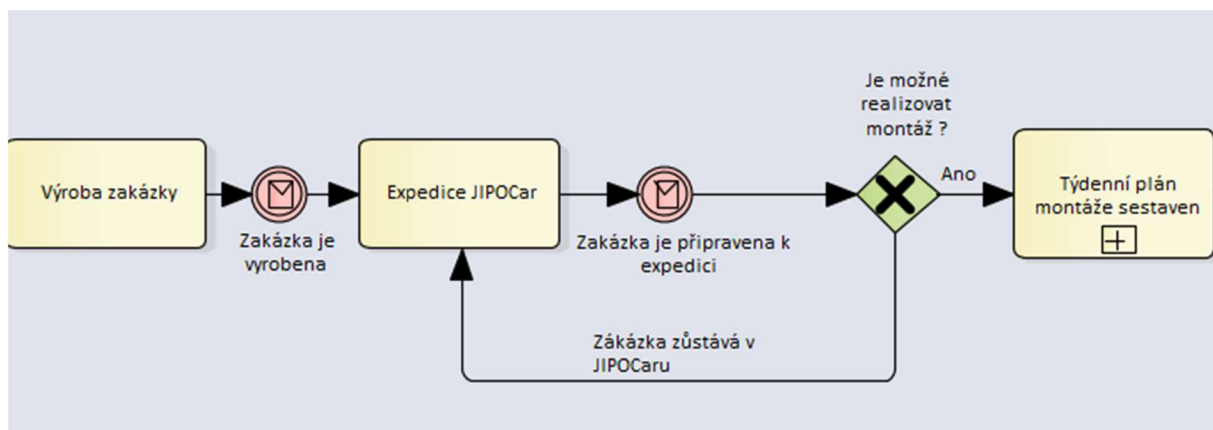 Výroba zakázky
Zakázka je
vyrobena
Expedice JIPOCar
Zakázka je připravena k
expedici
Je možné
realizovat
montáž ?
Ano
Týdenní plán
montáže sestaven
Zákázka zůstává v
JIPOCaru